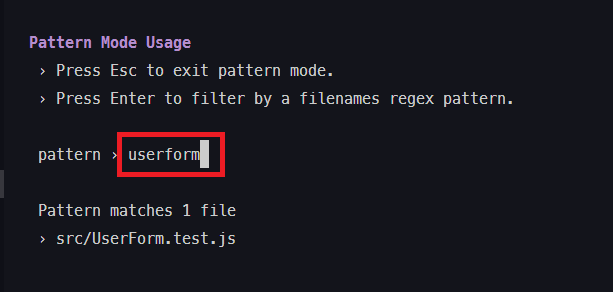 Pattern Mode Usage
› Press Esc to exit pattern mode.
› Press Enter to filter by a filenames regex pattern.
pattern › userform
Pattern matches 1 file
› src/UserForm.test.js